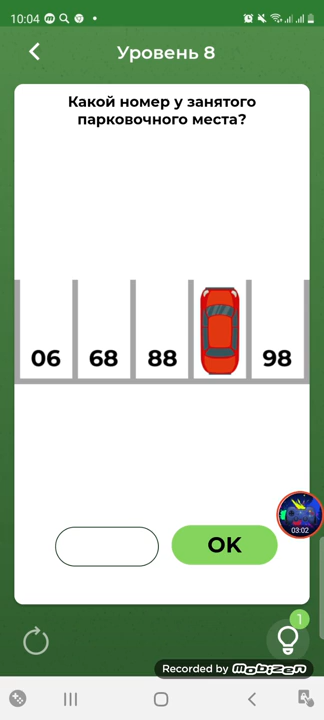 10:04
Уровень 8
Какой номер у занятого
парковочного места?
06 68 88 98
03:02
OK
1
Recorded by mobizen